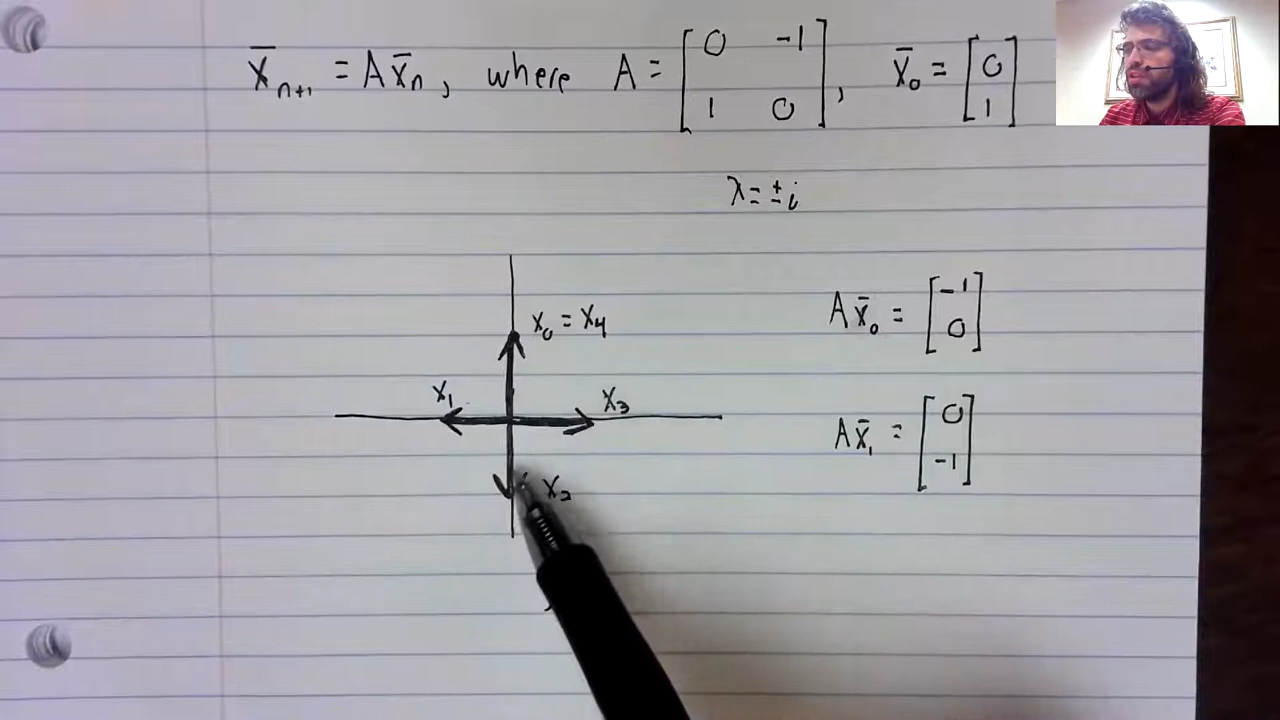 x̄ₙ₊₁ = Ax̄ₙ, where A = [0 -1; 1 0], x̄₀ = [0; 1]
λ = ± i
x₀ = x₄
Ax̄₀ = [-1; 0]
x₁
x₃
Ax̄₁ = [0; -1]
x₂